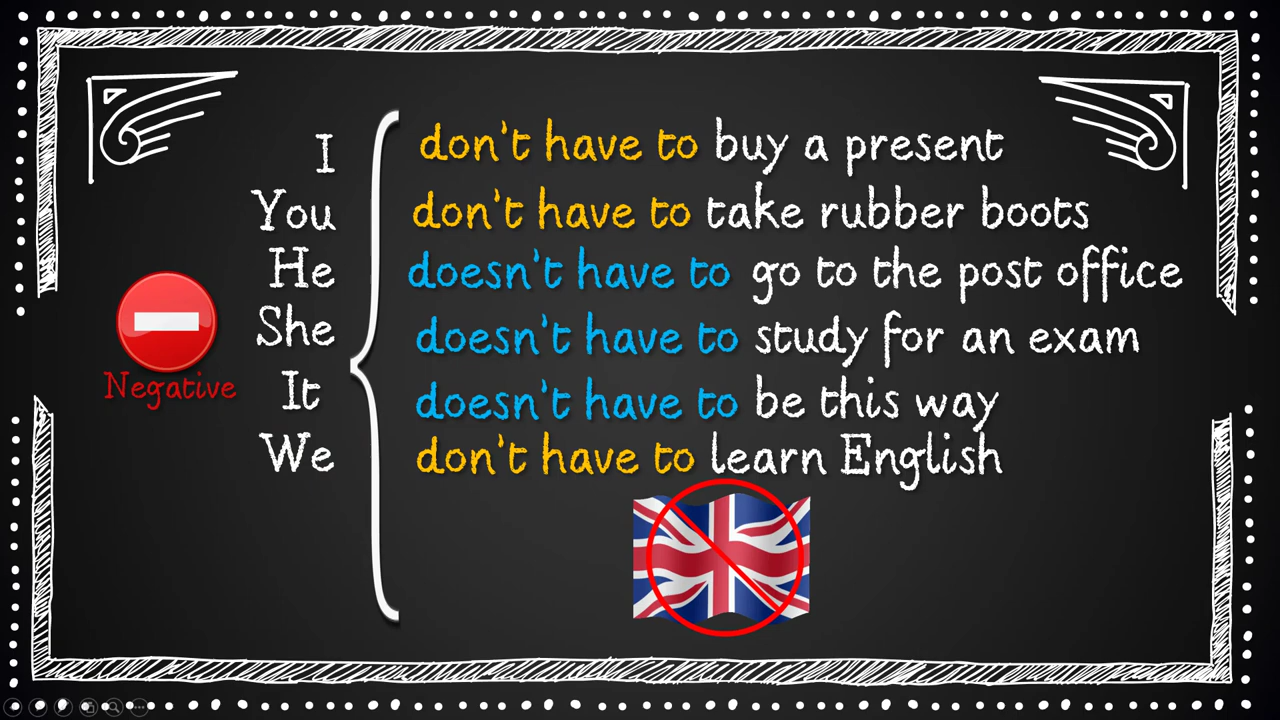 I don't have to buy a present
You don't have to take rubber boots
He doesn't have to go to the post office
She doesn't have to study for an exam
It doesn't have to be this way
We don't have to learn English
Negative